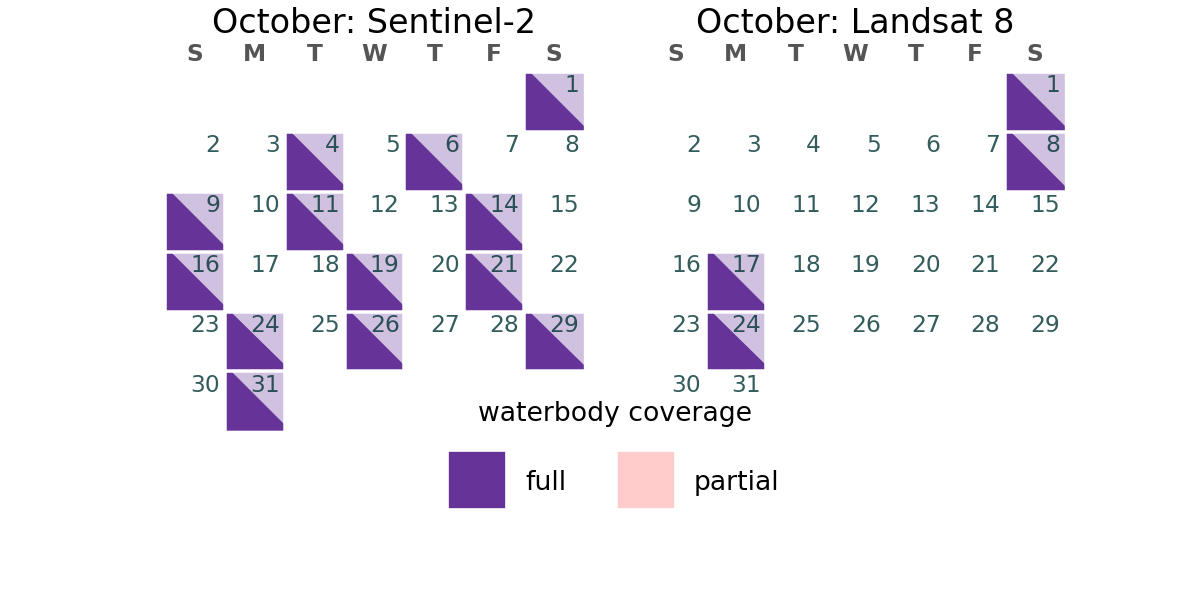 October: Sentinel-2
S M T W T F S
1
2 3 4 5 6 7 8
9 10 11 12 13 14 15
16 17 18 19 20 21 22
23 24 25 26 27 28 29
30 31
October: Landsat 8
S M T W T F S
1
2 3 4 5 6 7 8
9 10 11 12 13 14 15
16 17 18 19 20 21 22
23 24 25 26 27 28 29
30 31
waterbody coverage
full partial